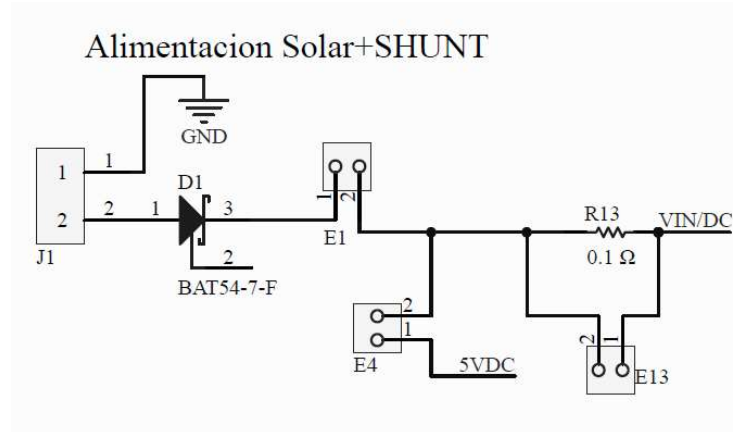 Alimentacion Solar+SHUNT
GND
1
1
2
2
J1
D1
1
3
2
BAT54-7-F
1
2
E1
R13
VIN/DC
0.1 Ω
2
1
E4
5VDC
2
1
E13